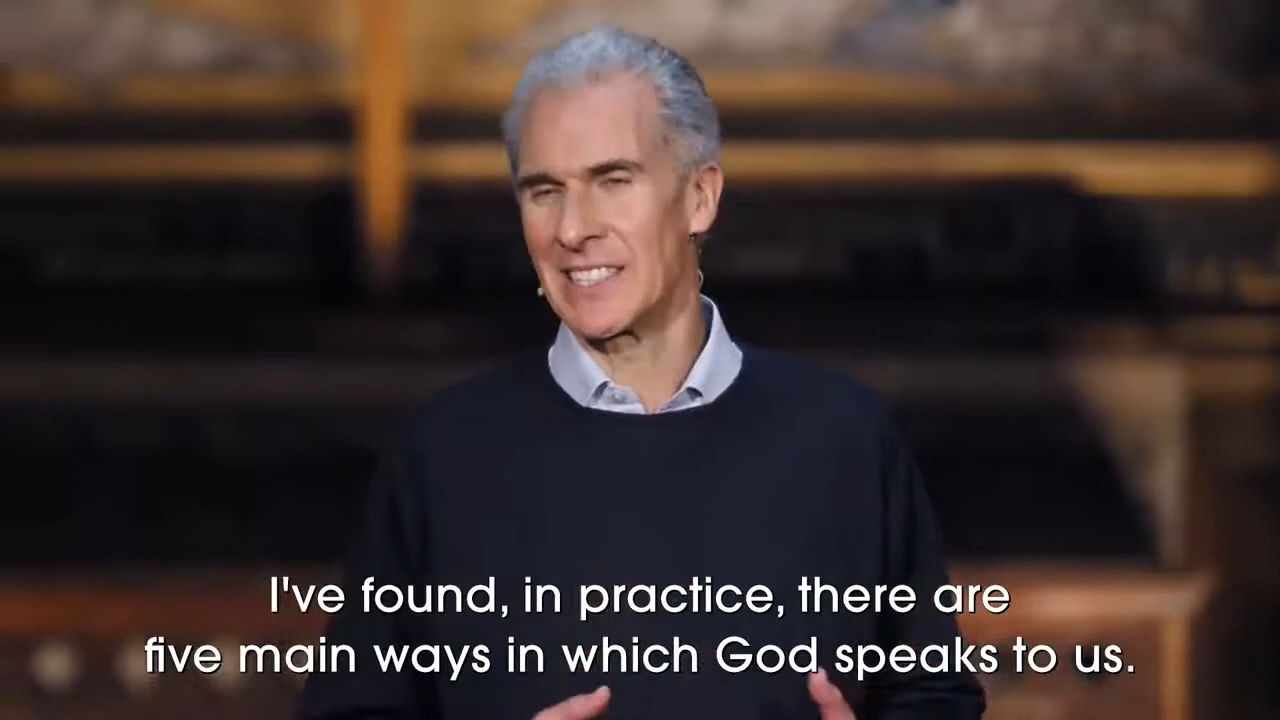 I've found, in practice, there are
five main ways in which God speaks to us.